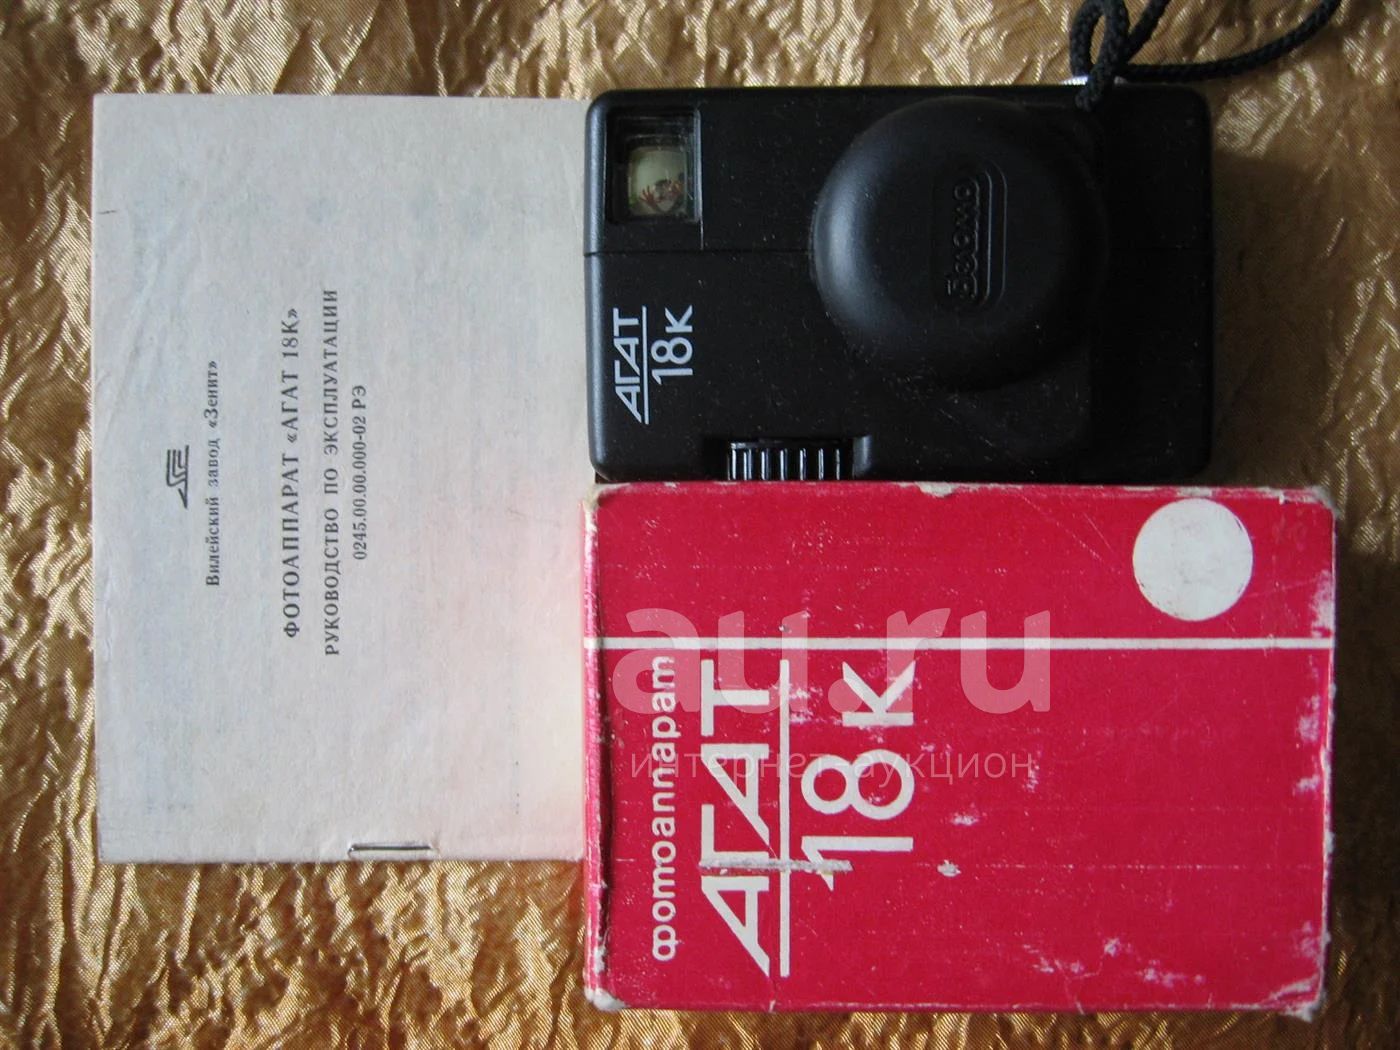 Вилейский завод «Зенит»
ФОТОАППАРАТ «АГАТ 18К»
РУКОВОДСТВО ПО ЭКСПЛУАТАЦИИ
0245.00.00.000-02 РЭ
АГАТ
18К
Беломо
фотоаппарат
АГАТ
18К
au.ru
интернет-аукцион